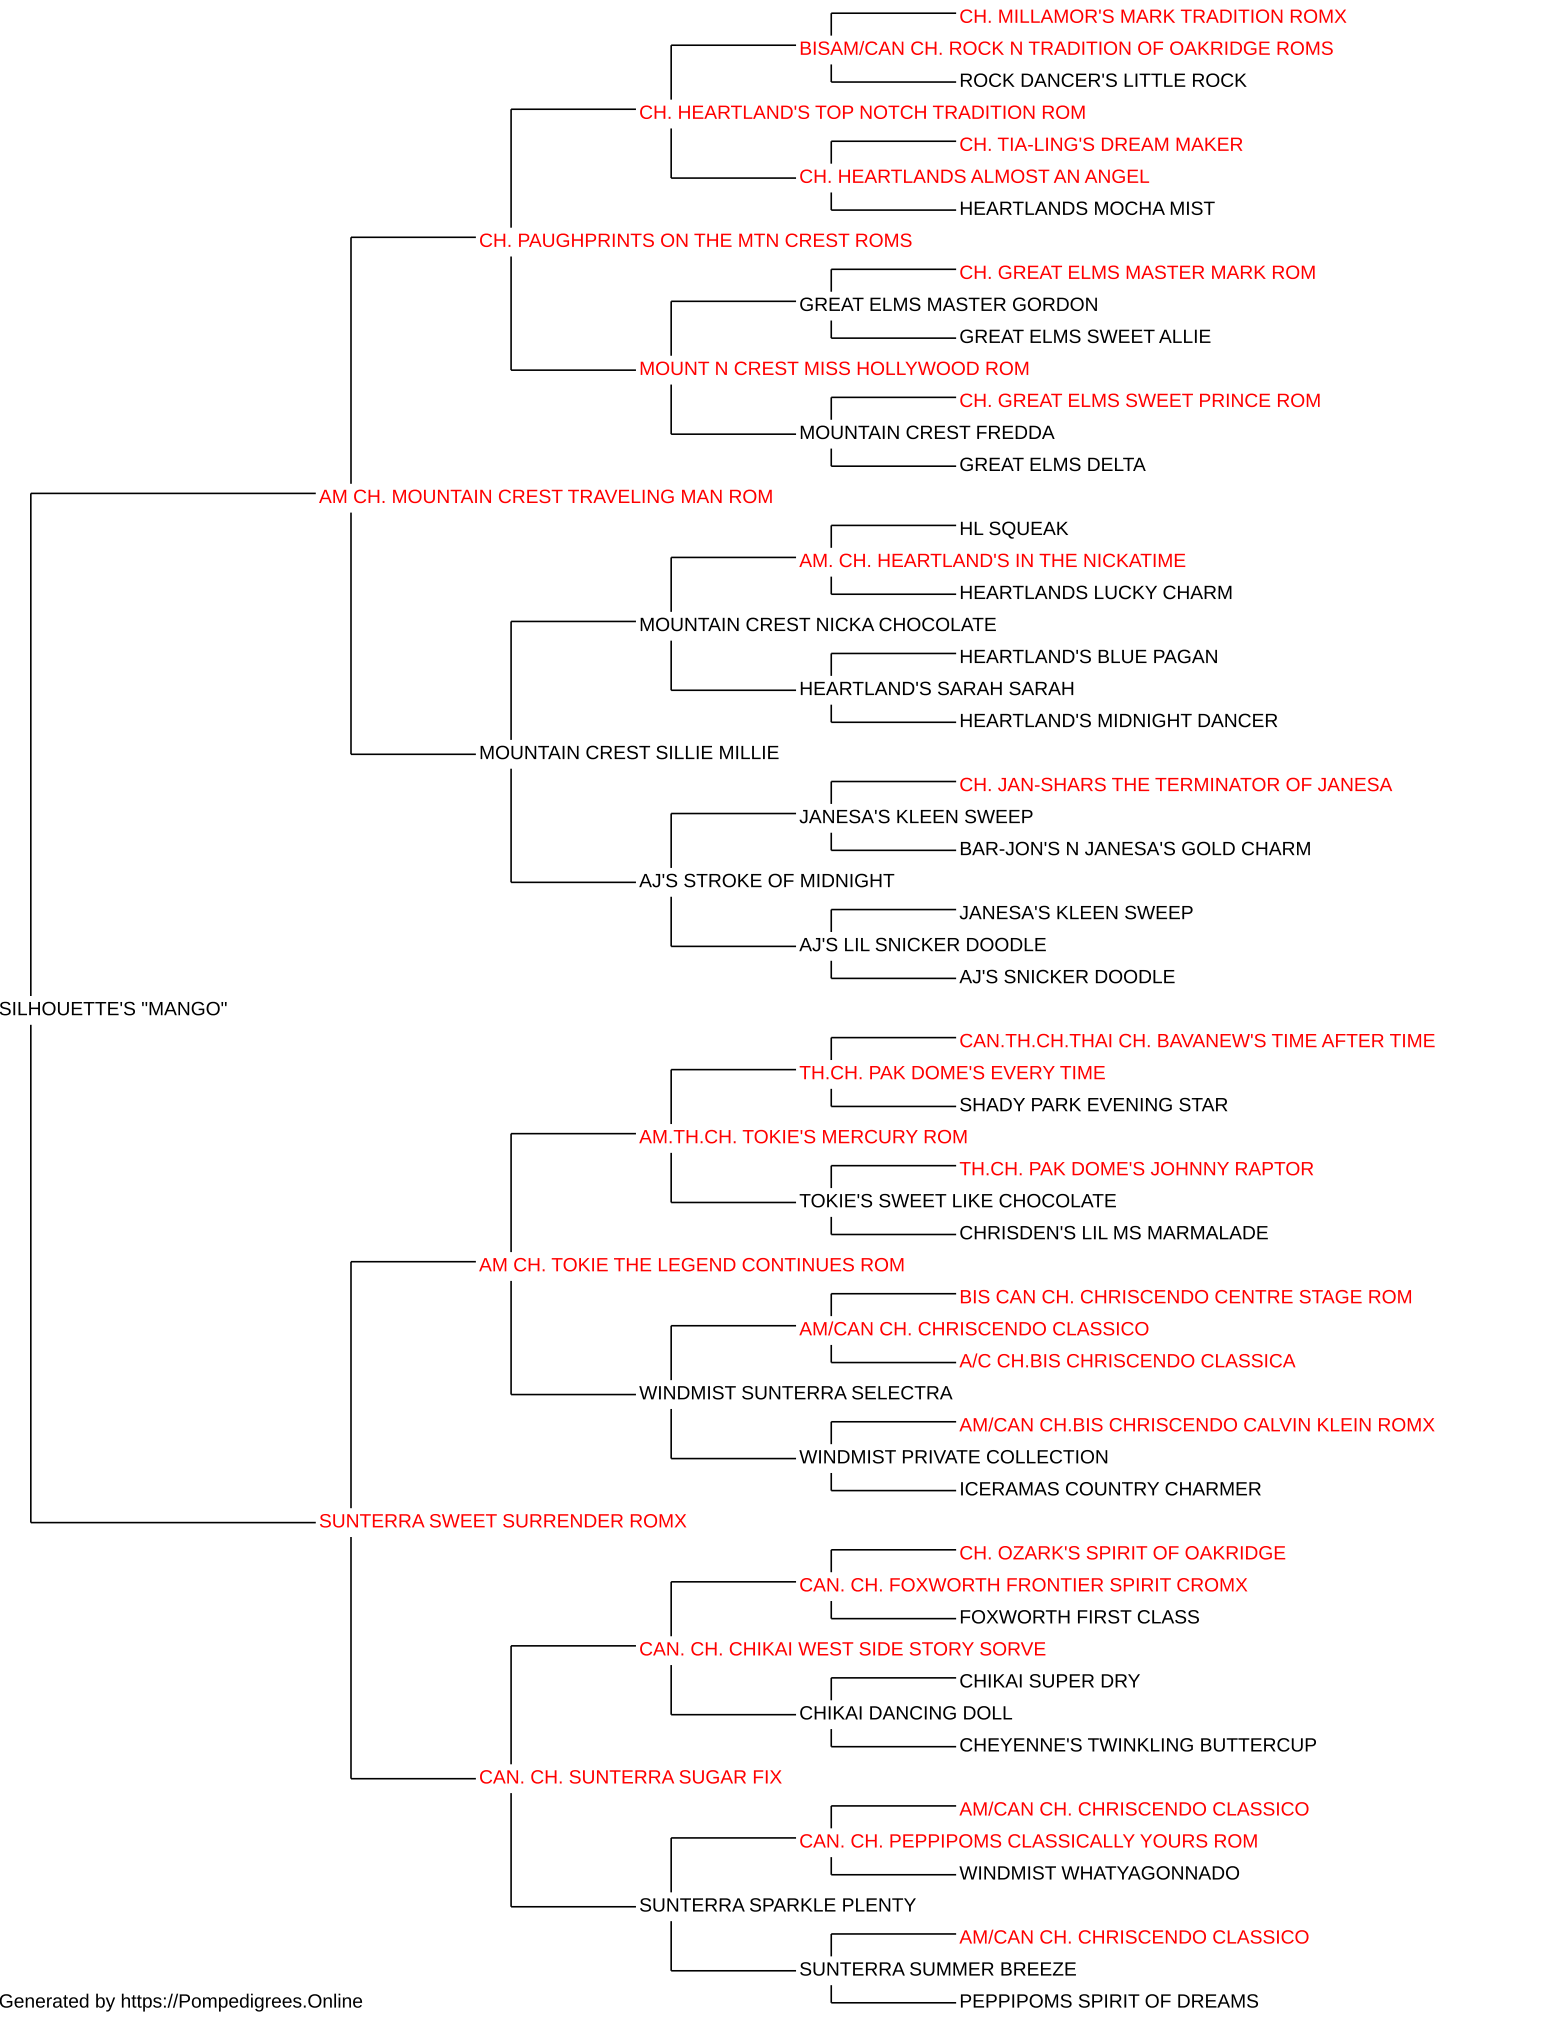 CH. MILLAMOR'S MARK TRADITION ROMX
BISAM/CAN CH. ROCK N TRADITION OF OAKRIDGE ROMS
ROCK DANCER'S LITTLE ROCK
CH. HEARTLAND'S TOP NOTCH TRADITION ROM
CH. TIA-LING'S DREAM MAKER
CH. HEARTLANDS ALMOST AN ANGEL
HEARTLANDS MOCHA MIST
CH. PAUGHPRINTS ON THE MTN CREST ROMS
CH. GREAT ELMS MASTER MARK ROM
GREAT ELMS MASTER GORDON
GREAT ELMS SWEET ALLIE
MOUNT N CREST MISS HOLLYWOOD ROM
CH. GREAT ELMS SWEET PRINCE ROM
MOUNTAIN CREST FREDDA
GREAT ELMS DELTA
AM CH. MOUNTAIN CREST TRAVELING MAN ROM
HL SQUEAK
AM. CH. HEARTLAND'S IN THE NICKATIME
HEARTLANDS LUCKY CHARM
MOUNTAIN CREST NICKA CHOCOLATE
HEARTLAND'S BLUE PAGAN
HEARTLAND'S SARAH SARAH
HEARTLAND'S MIDNIGHT DANCER
MOUNTAIN CREST SILLIE MILLIE
CH. JAN-SHARS THE TERMINATOR OF JANESA
JANESA'S KLEEN SWEEP
BAR-JON'S N JANESA'S GOLD CHARM
AJ'S STROKE OF MIDNIGHT
JANESA'S KLEEN SWEEP
AJ'S LIL SNICKER DOODLE
AJ'S SNICKER DOODLE
SILHOUETTE'S "MANGO"
CAN.TH.CH.THAI CH. BAVANEW'S TIME AFTER TIME
TH.CH. PAK DOME'S EVERY TIME
SHADY PARK EVENING STAR
AM.TH.CH. TOKIE'S MERCURY ROM
TH.CH. PAK DOME'S JOHNNY RAPTOR
TOKIE'S SWEET LIKE CHOCOLATE
CHRISDEN'S LIL MS MARMALADE
AM CH. TOKIE THE LEGEND CONTINUES ROM
BIS CAN CH. CHRISCENDO CENTRE STAGE ROM
AM/CAN CH. CHRISCENDO CLASSICO
A/C CH.BIS CHRISCENDO CLASSICA
WINDMIST SUNTERRA SELECTRA
AM/CAN CH.BIS CHRISCENDO CALVIN KLEIN ROMX
WINDMIST PRIVATE COLLECTION
ICERAMAS COUNTRY CHARMER
SUNTERRA SWEET SURRENDER ROMX
CH. OZARK'S SPIRIT OF OAKRIDGE
CAN. CH. FOXWORTH FRONTIER SPIRIT CROMX
FOXWORTH FIRST CLASS
CAN. CH. CHIKAI WEST SIDE STORY SORVE
CHIKAI SUPER DRY
CHIKAI DANCING DOLL
CHEYENNE'S TWINKLING BUTTERCUP
CAN. CH. SUNTERRA SUGAR FIX
AM/CAN CH. CHRISCENDO CLASSICO
CAN. CH. PEPPIPOMS CLASSICALLY YOURS ROM
WINDMIST WHATYAGONNADO
SUNTERRA SPARKLE PLENTY
AM/CAN CH. CHRISCENDO CLASSICO
SUNTERRA SUMMER BREEZE
PEPPIPOMS SPIRIT OF DREAMS
Generated by https://Pompedigrees.Online